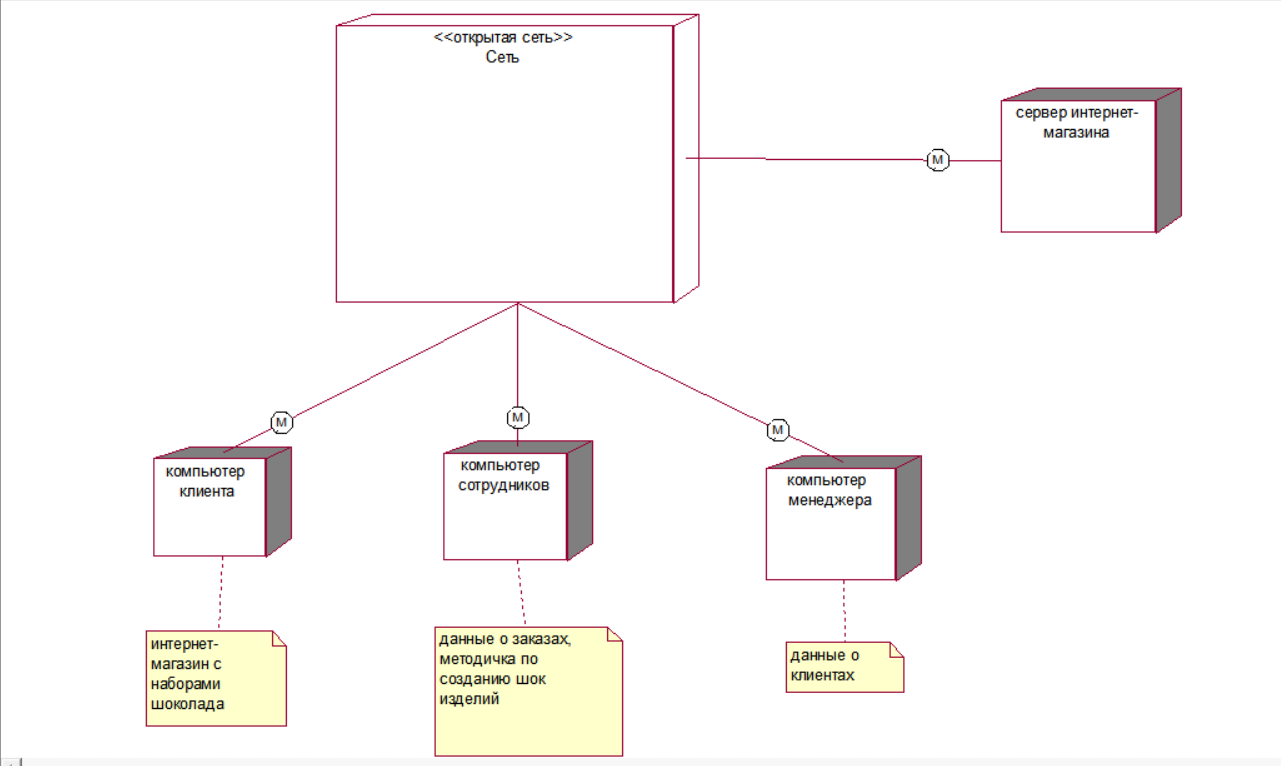 <<открытая сеть>>
Сеть
сервер интернет-
магазина
М
М
М
М
компьютер
клиента
компьютер
сотрудников
компьютер
менеджера
интернет-
магазин с
наборами
шоколада
данные о заказах,
методичка по
созданию шок
изделий
данные о
клиентах